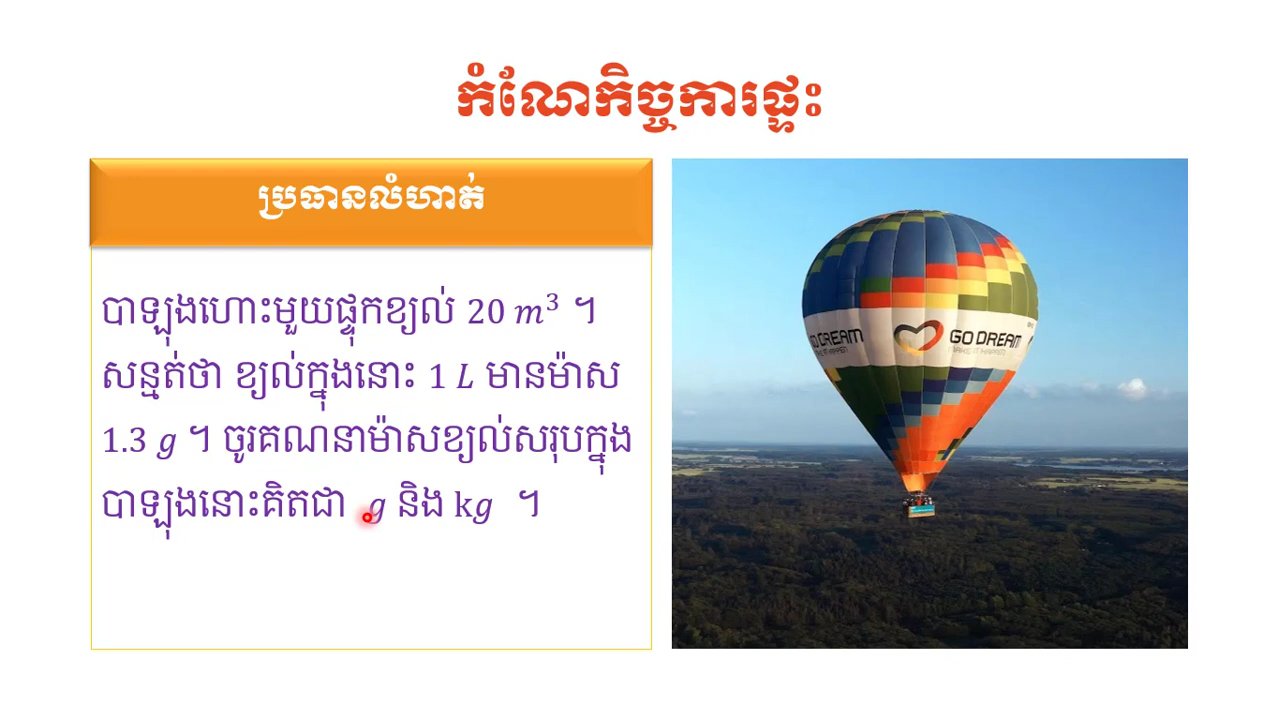 កំណែកិច្ចការផ្ទះ
ប្រធានលំហាត់
បាឡុងហោះមួយផ្ទុកខ្យល់ 20 m³ ។
សន្មត់ថា ខ្យល់ក្នុងនោះ 1 L មានម៉ាស
1.3 g ។ ចូរគណនាម៉ាសខ្យល់សរុបក្នុង
បាឡុងនោះគិតជា g និង kg ។
GO DREAM
GO DREAM
MAKE IT HAPPEN